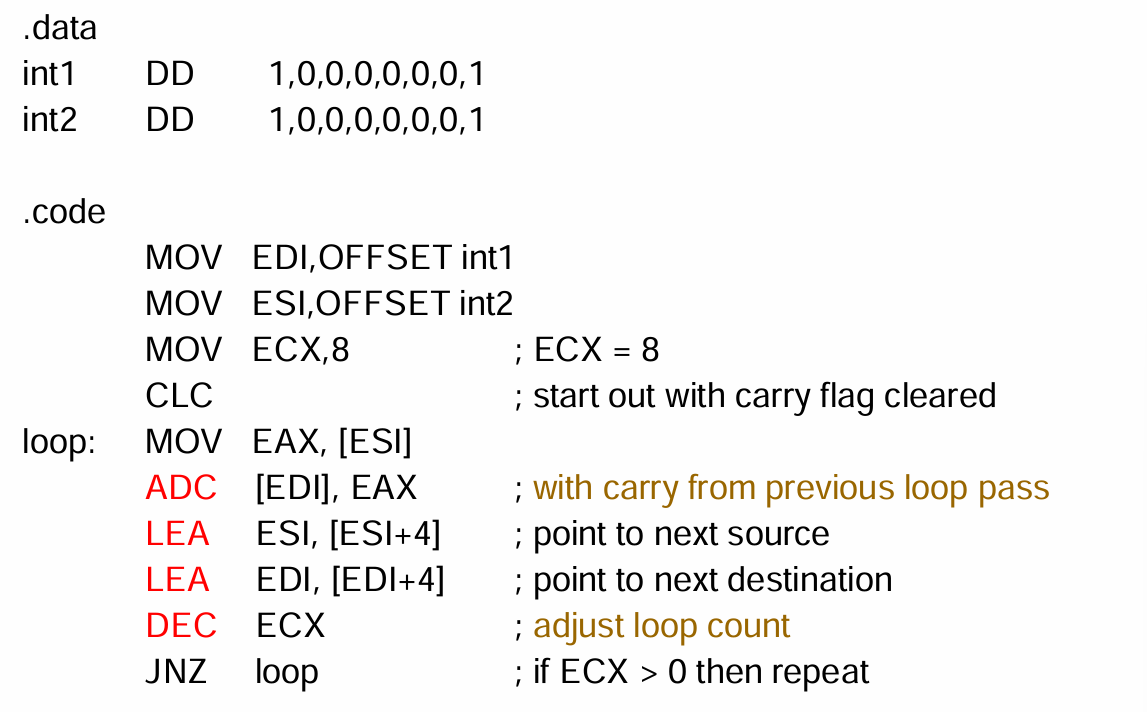 .data
int1 DD 1,0,0,0,0,0,0,1
int2 DD 1,0,0,0,0,0,0,1
.code
MOV EDI,OFFSET int1
MOV ESI,OFFSET int2
MOV ECX,8 ; ECX = 8
CLC ; start out with carry flag cleared
loop: MOV EAX, [ESI]
ADC [EDI], EAX ; with carry from previous loop pass
LEA ESI, [ESI+4] ; point to next source
LEA EDI, [EDI+4] ; point to next destination
DEC ECX ; adjust loop count
JNZ loop ; if ECX > 0 then repeat